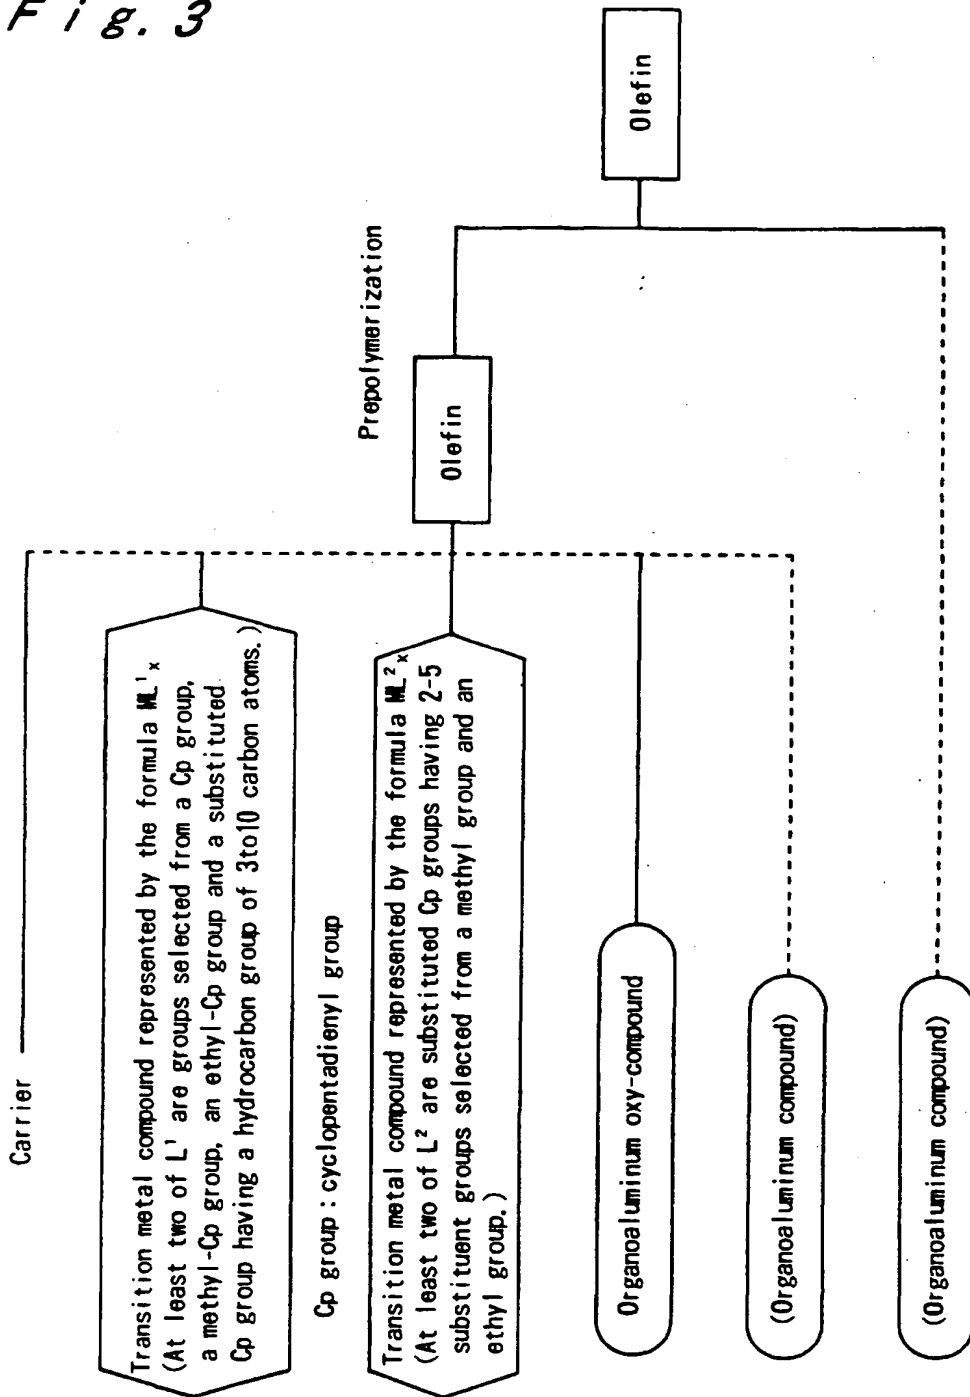 Fig. 3
Carrier
Transition metal compound represented by the formula ML¹x
(At least two of L¹ are groups selected from a Cp group,
a methyl-Cp group, an ethyl-Cp group and a substituted
Cp group having a hydrocarbon group of 3to10 carbon atoms.)
Cp group : cyclopentadienyl group
Transition metal compound represented by the formula ML²x
(At least two of L² are substituted Cp groups having 2-5
substituent groups selected from a methyl group and an
ethyl group.)
Organoaluminum oxy-compound
(Organoaluminum compound)
(Organoaluminum compound)
Prepolymerization
Olefin
Olefin